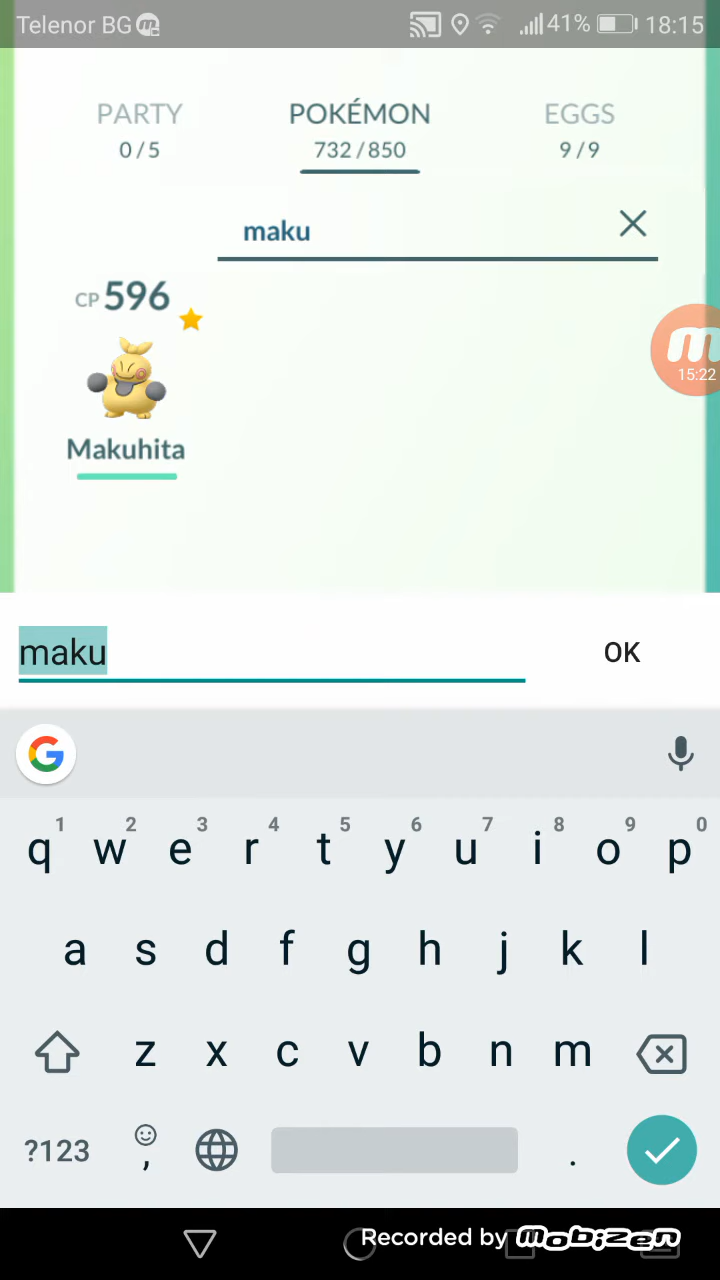 Telenor BG 41% 18:15
PARTY POKÉMON EGGS
0/5 732/850 9/9
maku
CP 596
15:22
Makuhita
maku OK
1 2 3 4 5 6 7 8 9 0
q w e r t y u i o p
a s d f g h j k l
z x c v b n m
?123 , .
Recorded by mobizen